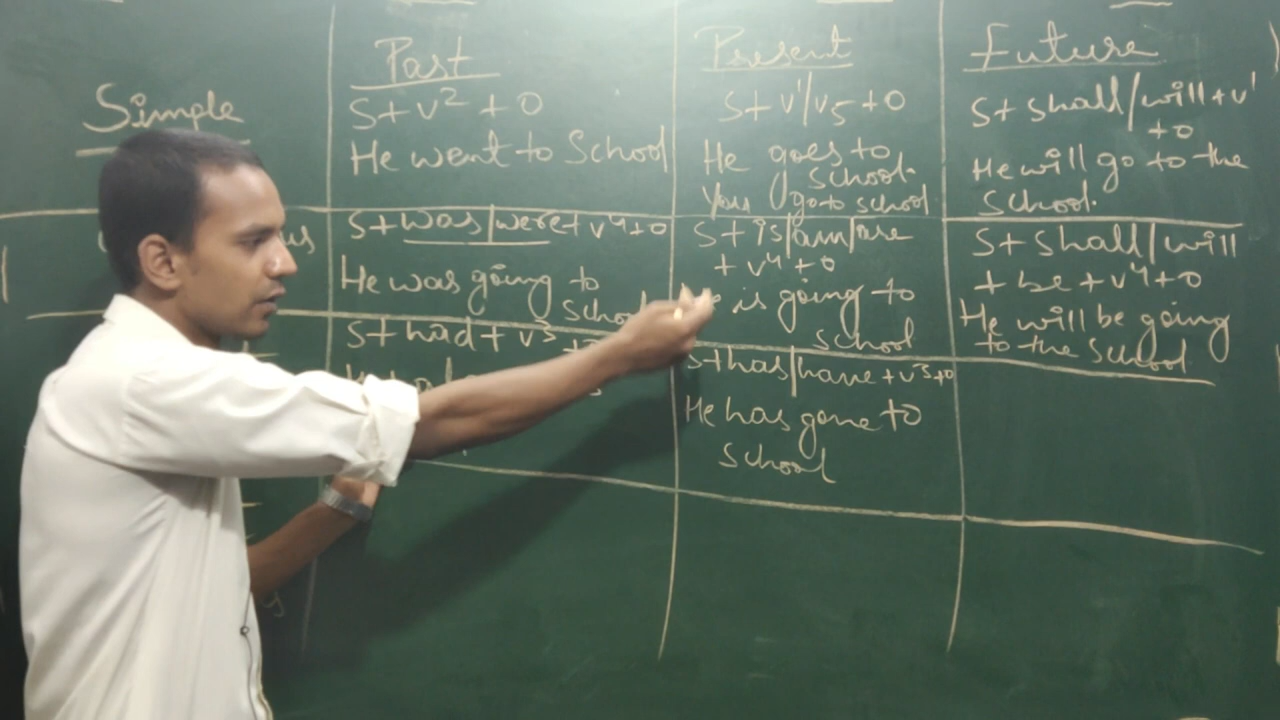 Past
Present
Future
Simple
S+v² +O
S+v¹/v5+O
S+shall/will+v¹
+O
He went to School
He goes to
School.
You go to school
He will go to the
School.
S+was/were+v4+O
He was going to
S+is/am/are
+v4+O
is going to
School
S+shall/will
+be+v4+O
He will be going
to the School
S+had+v3
S+has/have+v3+O
He has gone to
School